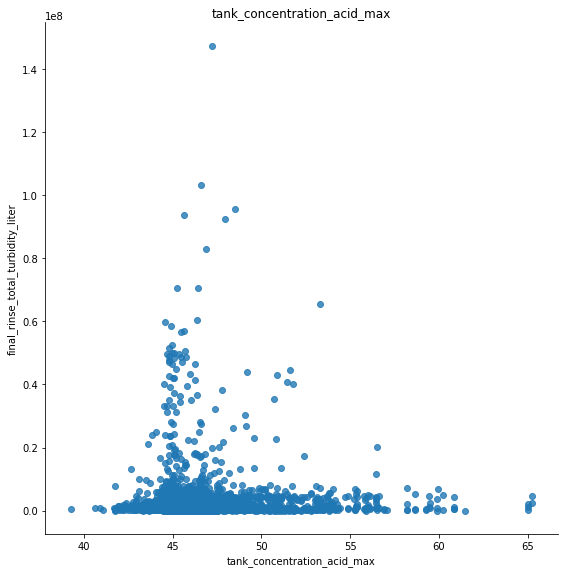 tank_concentration_acid_max
1e8
1.4
1.2
1.0
0.8
0.6
0.4
0.2
0.0
final_rinse_total_turbidity_liter
40 45 50 55 60 65
tank_concentration_acid_max